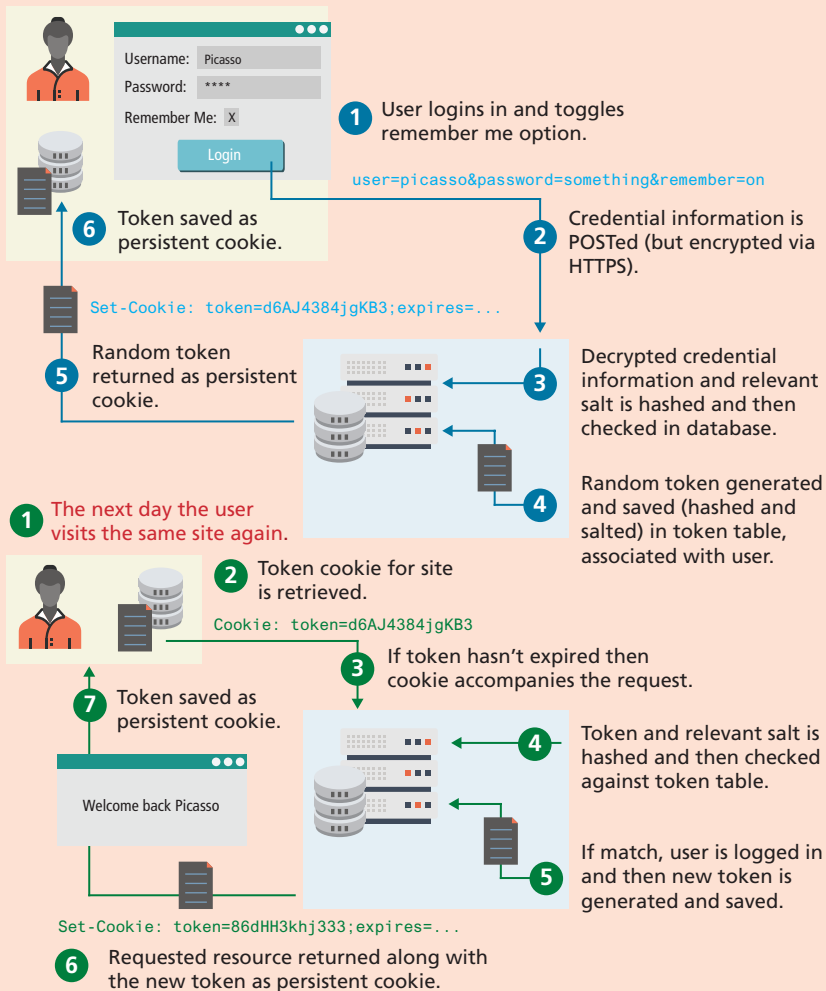 Username: Picasso
Password: ****
Remember Me: X
Login
1 User logins in and toggles
remember me option.
user=picasso&password=something&remember=on
2 Credential information is
POSTed (but encrypted via
HTTPS).
6 Token saved as
persistent cookie.
Set-Cookie: token=d6AJ4384jgKB3;expires=...
5 Random token
returned as persistent
cookie.
3 Decrypted credential
information and relevant
salt is hashed and then
checked in database.
4 Random token generated
and saved (hashed and
salted) in token table,
associated with user.
1 The next day the user
visits the same site again.
2 Token cookie for site
is retrieved.
Cookie: token=d6AJ4384jgKB3
3 If token hasn't expired then
cookie accompanies the request.
7 Token saved as
persistent cookie.
4 Token and relevant salt is
hashed and then checked
against token table.
Welcome back Picasso
5 If match, user is logged in
and then new token is
generated and saved.
Set-Cookie: token=86dHH3khj333;expires=...
6 Requested resource returned along with
the new token as persistent cookie.